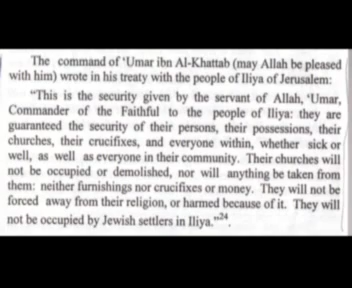 The command of ‘Umar ibn Al-Khattab (may Allah be pleased
with him) wrote in his treaty with the people of Iliya of Jerusalem:
“This is the security given by the servant of Allah, ‘Umar,
Commander of the Faithful to the people of Iliya: they are
guaranteed the security of their persons, their possessions, their
churches, their crucifixes, and everyone within, whether sick or
well, as well as everyone in their community. Their churches will
not be occupied or demolished, nor will anything be taken from
them: neither furnishings nor crucifixes or money. They will not be
forced away from their religion, or harmed because of it. They will
not be occupied by Jewish settlers in Iliya.”24.